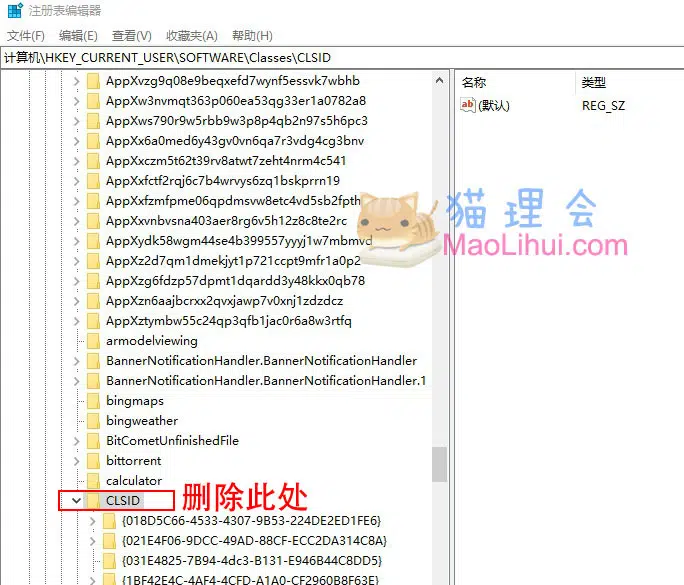 注册表编辑器
文件(F) 编辑(E) 查看(V) 收藏夹(A) 帮助(H)
计算机\HKEY_CURRENT_USER\SOFTWARE\Classes\CLSID
名称 类型
AppXvzg9q08e9beqxefd7wynf5essvk7wbhb
ab (默认) REG_SZ
AppXw3nvmqt363p060ea53qg33er1a0782a8
AppXws790r9w5rbb9w3p8p4qb2n97s5h6pc3
AppXx6a0med6y43gv0vn6qa7r3vdg4cg3bnv
AppXxczm5t62t39rv8atwt7zeht4nrm4c541
AppXxfctf2rqj6c7b4wrvys6zq1bskprrn19
AppXxfzmfpme06qpdmsvw8etc4vd5sb2fpth
猫理会
AppXxvnbvsna403aer8rg6v5h12z8c8te2rc
AppXydk58wgm44se4b399557yyyj1w7mbmvd
MaoLihui.com
AppXz2d7qm1dmekjyt1p721ccpt9mfr1a0p2
AppXzg6fdzp57dpmt1dqardd3y48kkx0qb78
AppXzn6aajbcrxx2qvxjawp7v0xnj1zdzdcz
AppXztymbw55c24qp3qfb1jac0r6a8w3rtfq
armodelviewing
BannerNotificationHandler.BannerNotificationHandler
BannerNotificationHandler.BannerNotificationHandler.1
bingmaps
bingweather
BitCometUnfinishedFile
bittorrent
calculator
CLSID 删除此处
{018D5C66-4533-4307-9B53-224DE2ED1FE6}
{021E4F06-9DCC-49AD-88CF-ECC2DA314C8A}
{031E4825-7B94-4dc3-B131-E946B44C8DD5}
{1BF42E4C-4AF4-4CFD-A1A0-CF2960B8F63E}